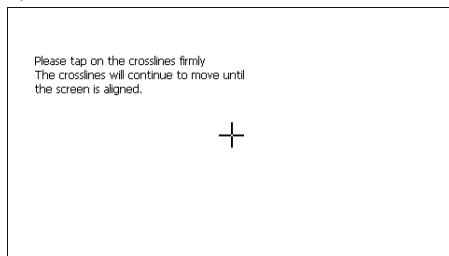 Please tap on the crosslines firmly
The crosslines will continue to move until
the screen is aligned.